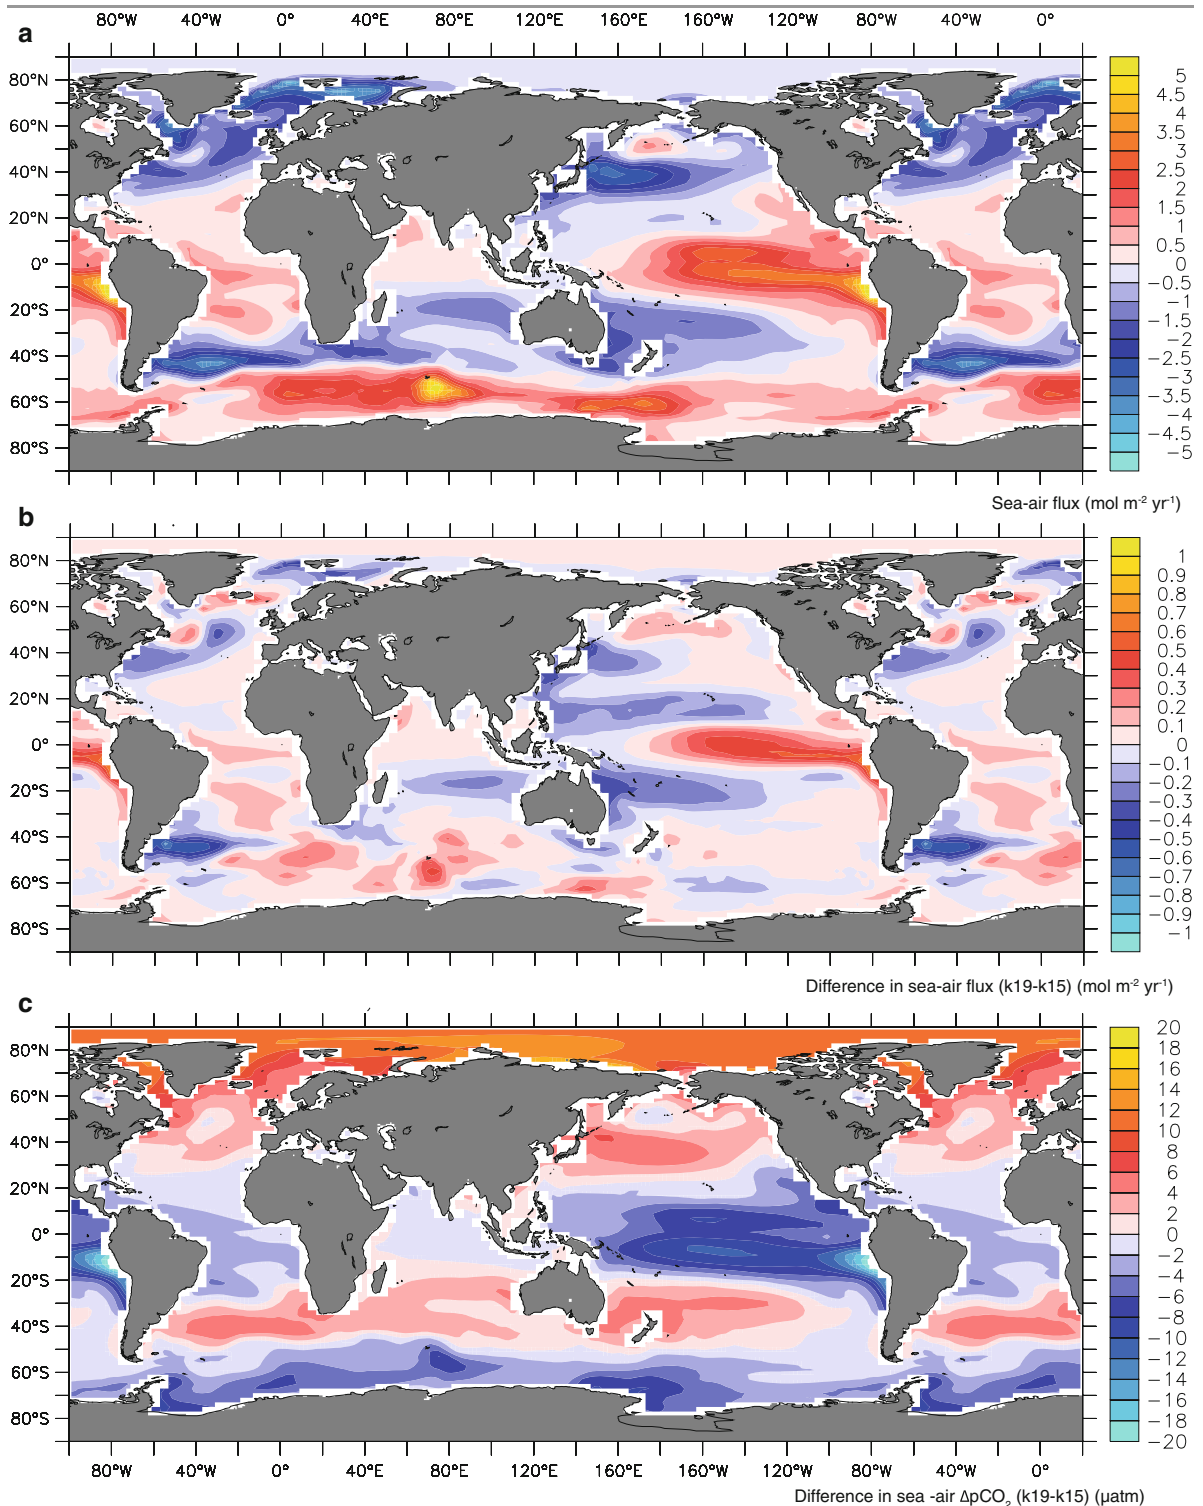 80°W 40°W 0° 40°E 80°E 120°E 160°E 160°W 120°W 80°W 40°W 0°
a
80°N
60°N
40°N
20°N
0°
20°S
40°S
60°S
80°S
5
4.5
4
3.5
3
2.5
2
1.5
1
0.5
0
−0.5
−1
−1.5
−2
−2.5
−3
−3.5
−4
−4.5
−5
Sea-air flux (mol m⁻² yr⁻¹)
b
80°N
60°N
40°N
20°N
0°
20°S
40°S
60°S
80°S
1
0.9
0.8
0.7
0.6
0.5
0.4
0.3
0.2
0.1
0
−0.1
−0.2
−0.3
−0.4
−0.5
−0.6
−0.7
−0.8
−0.9
−1
Difference in sea-air flux (k19-k15) (mol m⁻² yr⁻¹)
c
80°N
60°N
40°N
20°N
0°
20°S
40°S
60°S
80°S
20
18
16
14
12
10
8
6
4
2
0
−2
−4
−6
−8
−10
−12
−14
−16
−18
−20
80°W 40°W 0° 40°E 80°E 120°E 160°E 160°W 120°W 80°W 40°W 0°
Difference in sea -air ΔpCO₂ (k19-k15) (µatm)